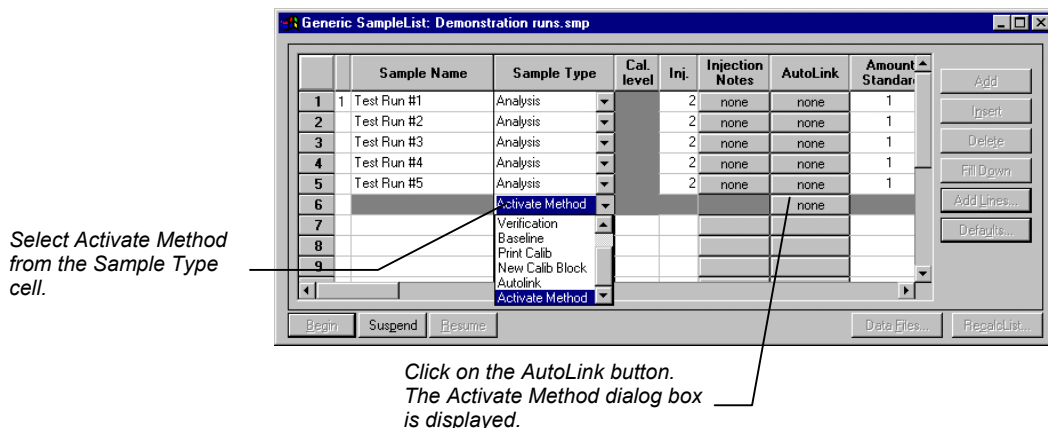 Generic SampleList: Demonstration runs.smp
Sample Name Sample Type Cal. level Inj. Injection Notes AutoLink Amount Standar
1 1 Test Run #1 Analysis 2 none none 1
2 Test Run #2 Analysis 2 none none 1
3 Test Run #3 Analysis 2 none none 1
4 Test Run #4 Analysis 2 none none 1
5 Test Run #5 Analysis 2 none none 1
6 Activate Method none
7 Verification
8 Baseline
Print Calib
9 New Calib Block
Autolink
Activate Method
Add
Insert
Delete
Fill Down
Add Lines...
Defaults...
Begin Suspend Resume Data Files... RecalcList...
Select Activate Method
from the Sample Type
cell.
Click on the AutoLink button.
The Activate Method dialog box
is displayed.